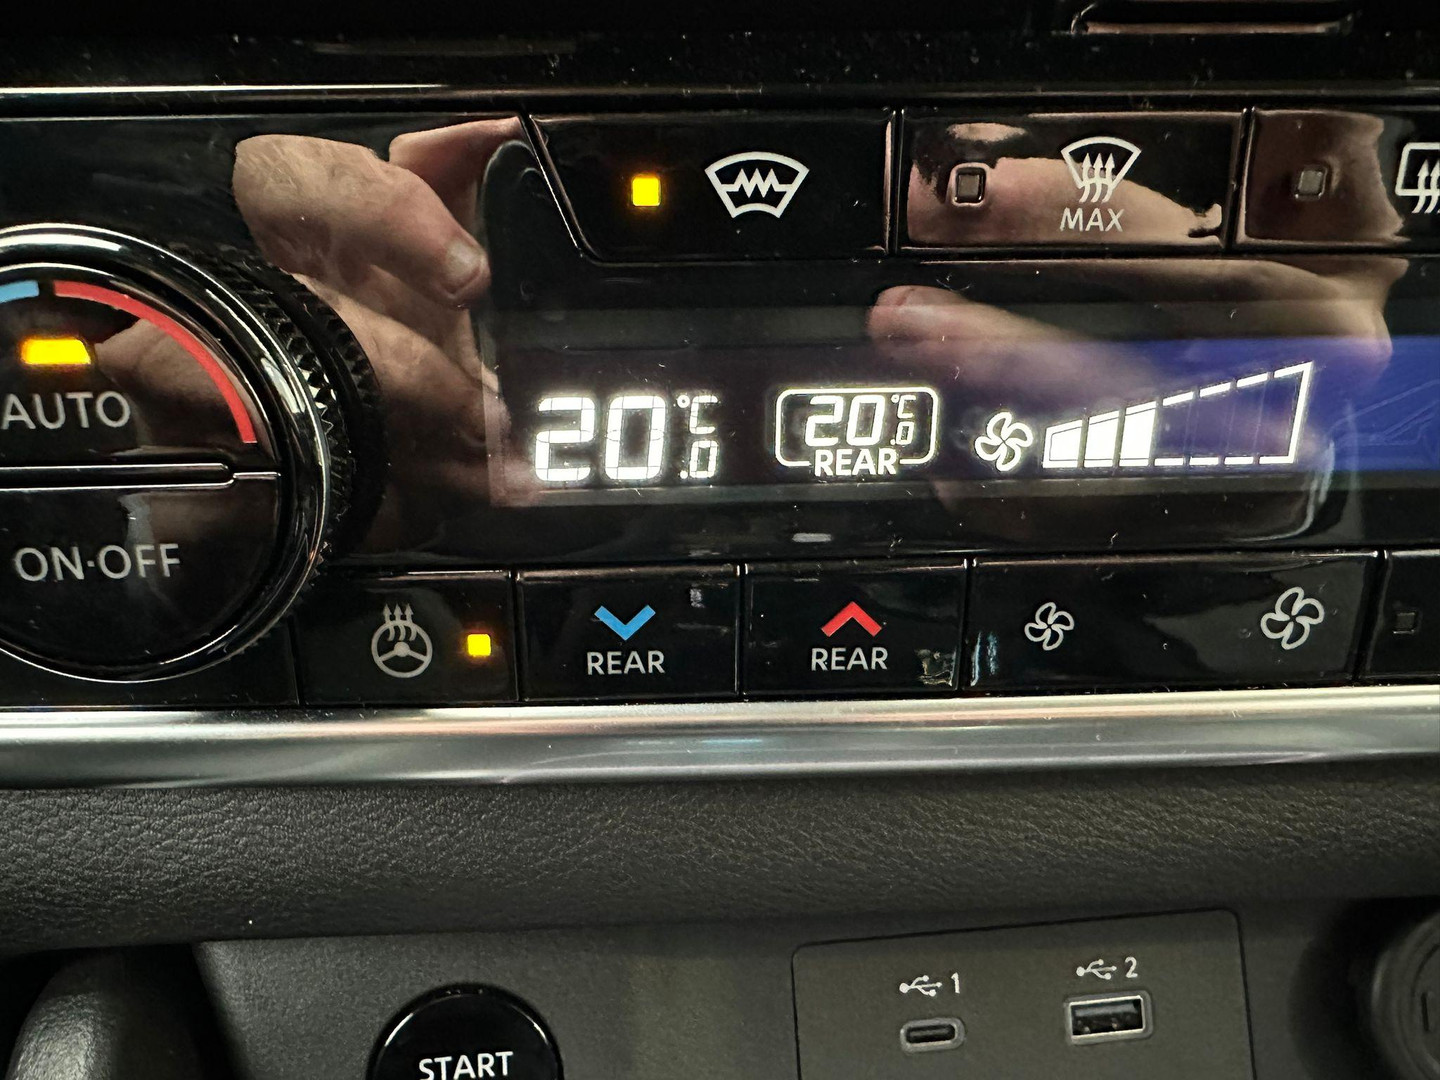 MAX
AUTO
20.0°C
20.0°C
REAR
ON·OFF
REAR
REAR
1
2
START